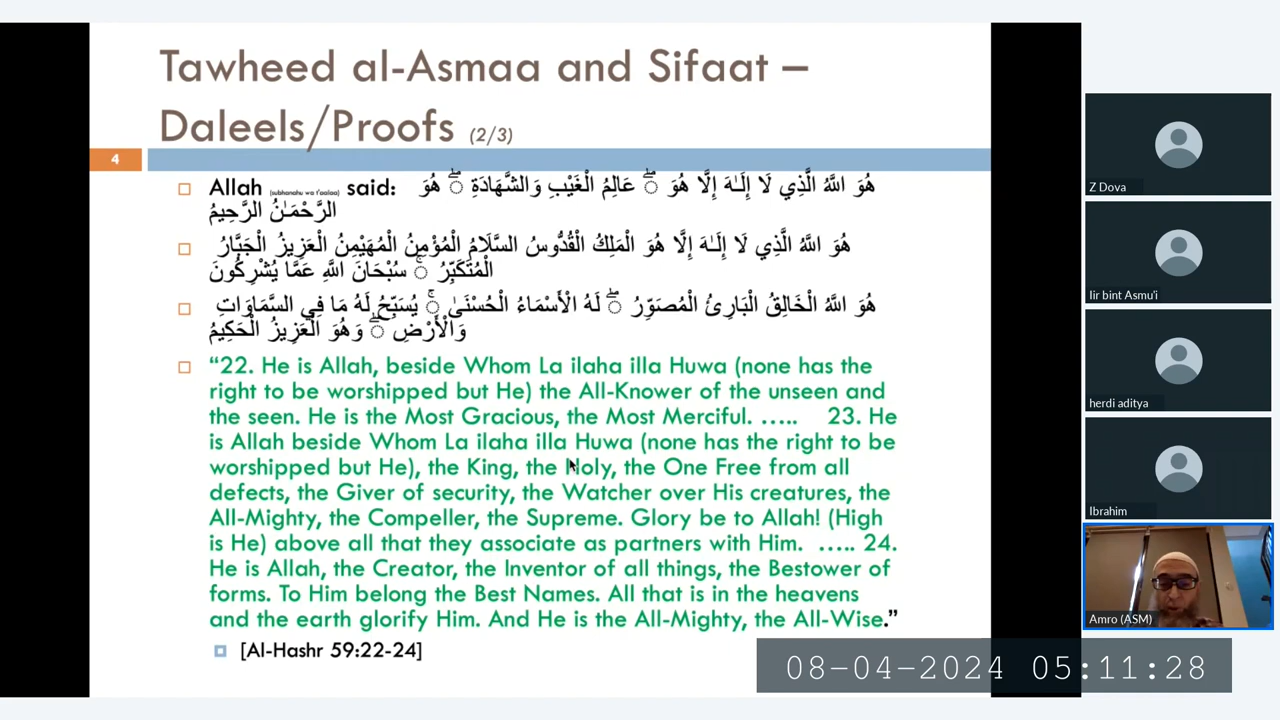 Tawheed al-Asmaa and Sifaat –
Daleels/Proofs (2/3)
4
Allah (subhanahu wa t'aalaa) said: هُوَ اللَّهُ الَّذِي لَا إِلَـٰهَ إِلَّا هُوَ ۖ عَالِمُ الْغَيْبِ وَالشَّهَادَةِ ۖ هُوَ
الرَّحْمَـٰنُ الرَّحِيمُ
هُوَ اللَّهُ الَّذِي لَا إِلَـٰهَ إِلَّا هُوَ الْمَلِكُ الْقُدُّوسُ السَّلَامُ الْمُؤْمِنُ الْمُهَيْمِنُ الْعَزِيزُ الْجَبَّارُ
الْمُتَكَبِّرُ ۚ سُبْحَانَ اللَّهِ عَمَّا يُشْرِكُونَ
هُوَ اللَّهُ الْخَالِقُ الْبَارِئُ الْمُصَوِّرُ ۖ لَهُ الْأَسْمَاءُ الْحُسْنَىٰ ۚ يُسَبِّحُ لَهُ مَا فِي السَّمَاوَاتِ
وَالْأَرْضِ ۖ وَهُوَ الْعَزِيزُ الْحَكِيمُ
“22. He is Allah, beside Whom La ilaha illa Huwa (none has the
right to be worshipped but He) the All-Knower of the unseen and
the seen. He is the Most Gracious, the Most Merciful. ….. 23. He
is Allah beside Whom La ilaha illa Huwa (none has the right to be
worshipped but He), the King, the Holy, the One Free from all
defects, the Giver of security, the Watcher over His creatures, the
All-Mighty, the Compeller, the Supreme. Glory be to Allah! (High
is He) above all that they associate as partners with Him. ….. 24.
He is Allah, the Creator, the Inventor of all things, the Bestower of
forms. To Him belong the Best Names. All that is in the heavens
and the earth glorify Him. And He is the All-Mighty, the All-Wise.”
[Al-Hashr 59:22-24]
Z Dova
Iir bint Asmu'i
herdi aditya
Ibrahim
Amro (ASM)
08-04-2024 05:11:28